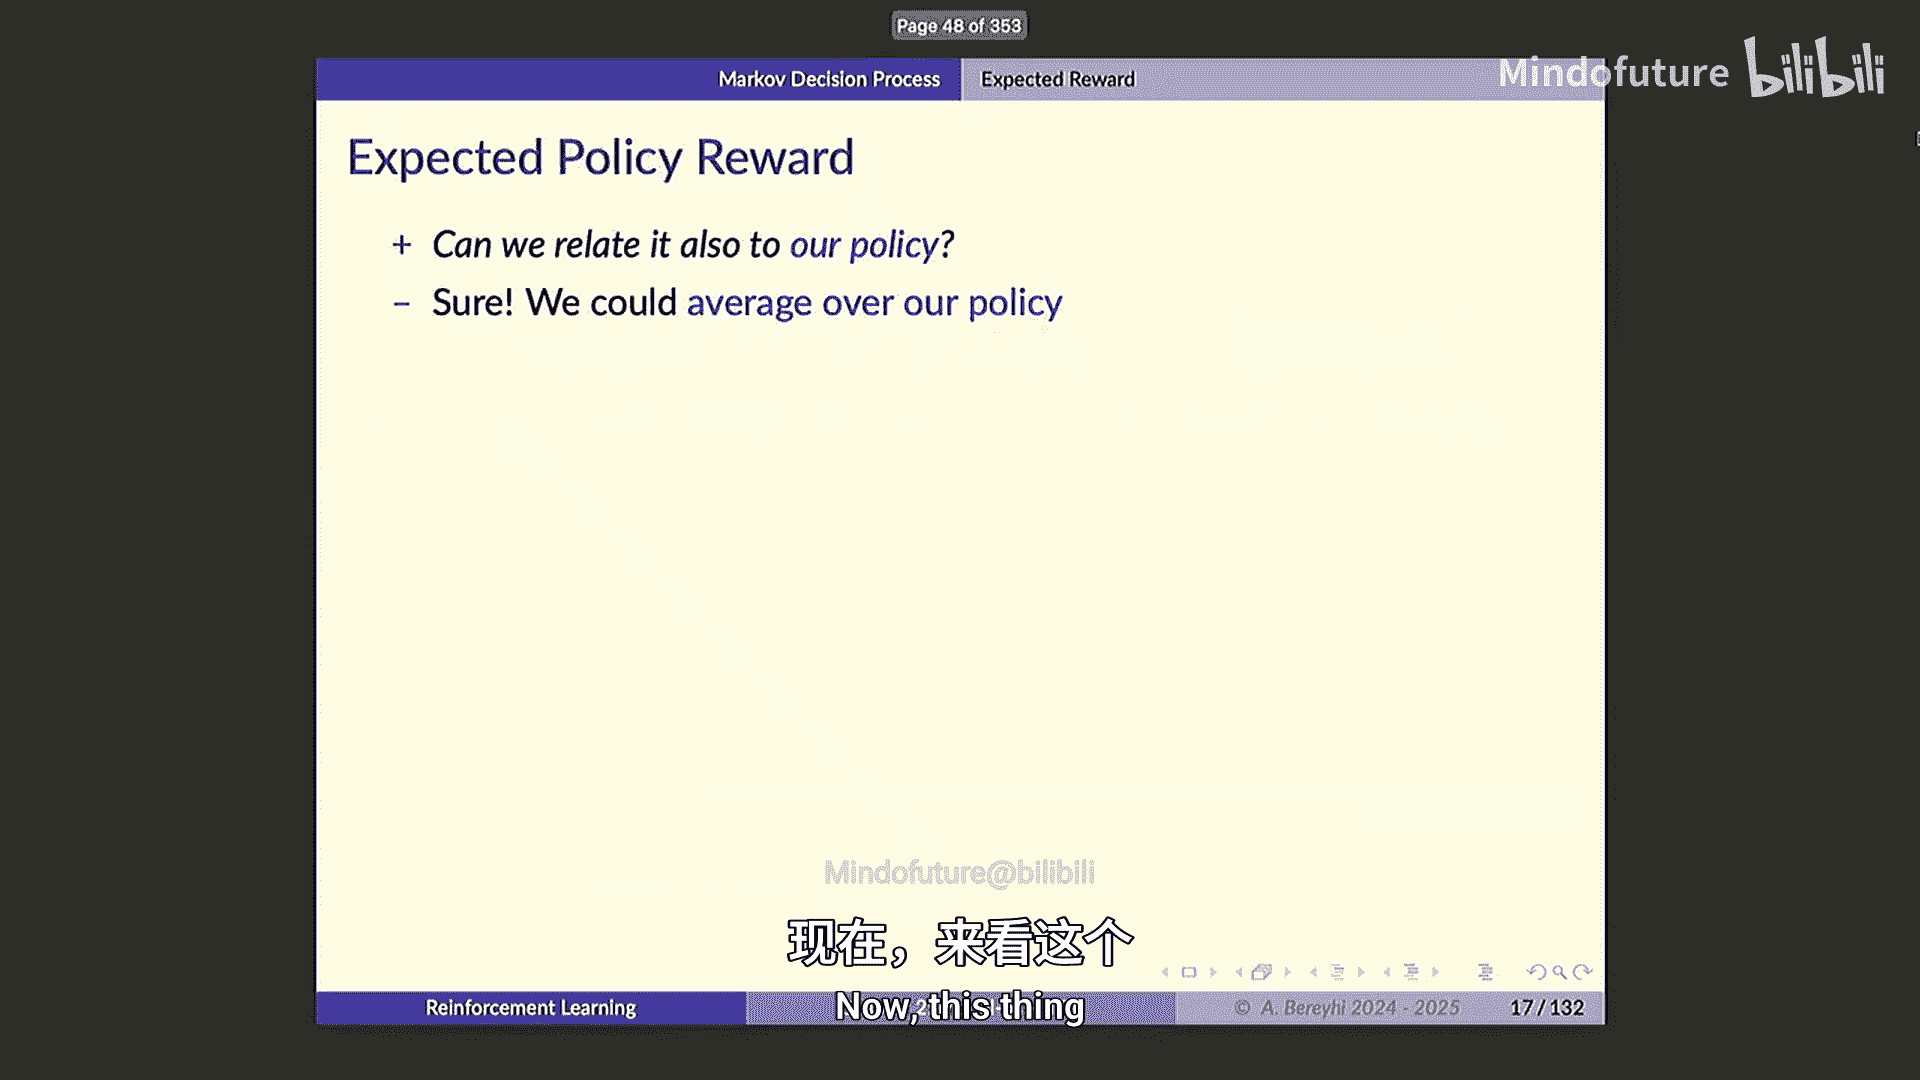 Page 48 of 353
Mindofuture bilibili
Markov Decision Process Expected Reward
Expected Policy Reward
+ Can we relate it also to our policy?
– Sure! We could average over our policy
Mindofuture@bilibili
现在，来看这个
Now, this thing
Reinforcement Learning
© A. Bereyhi 2024 - 2025 17 / 132